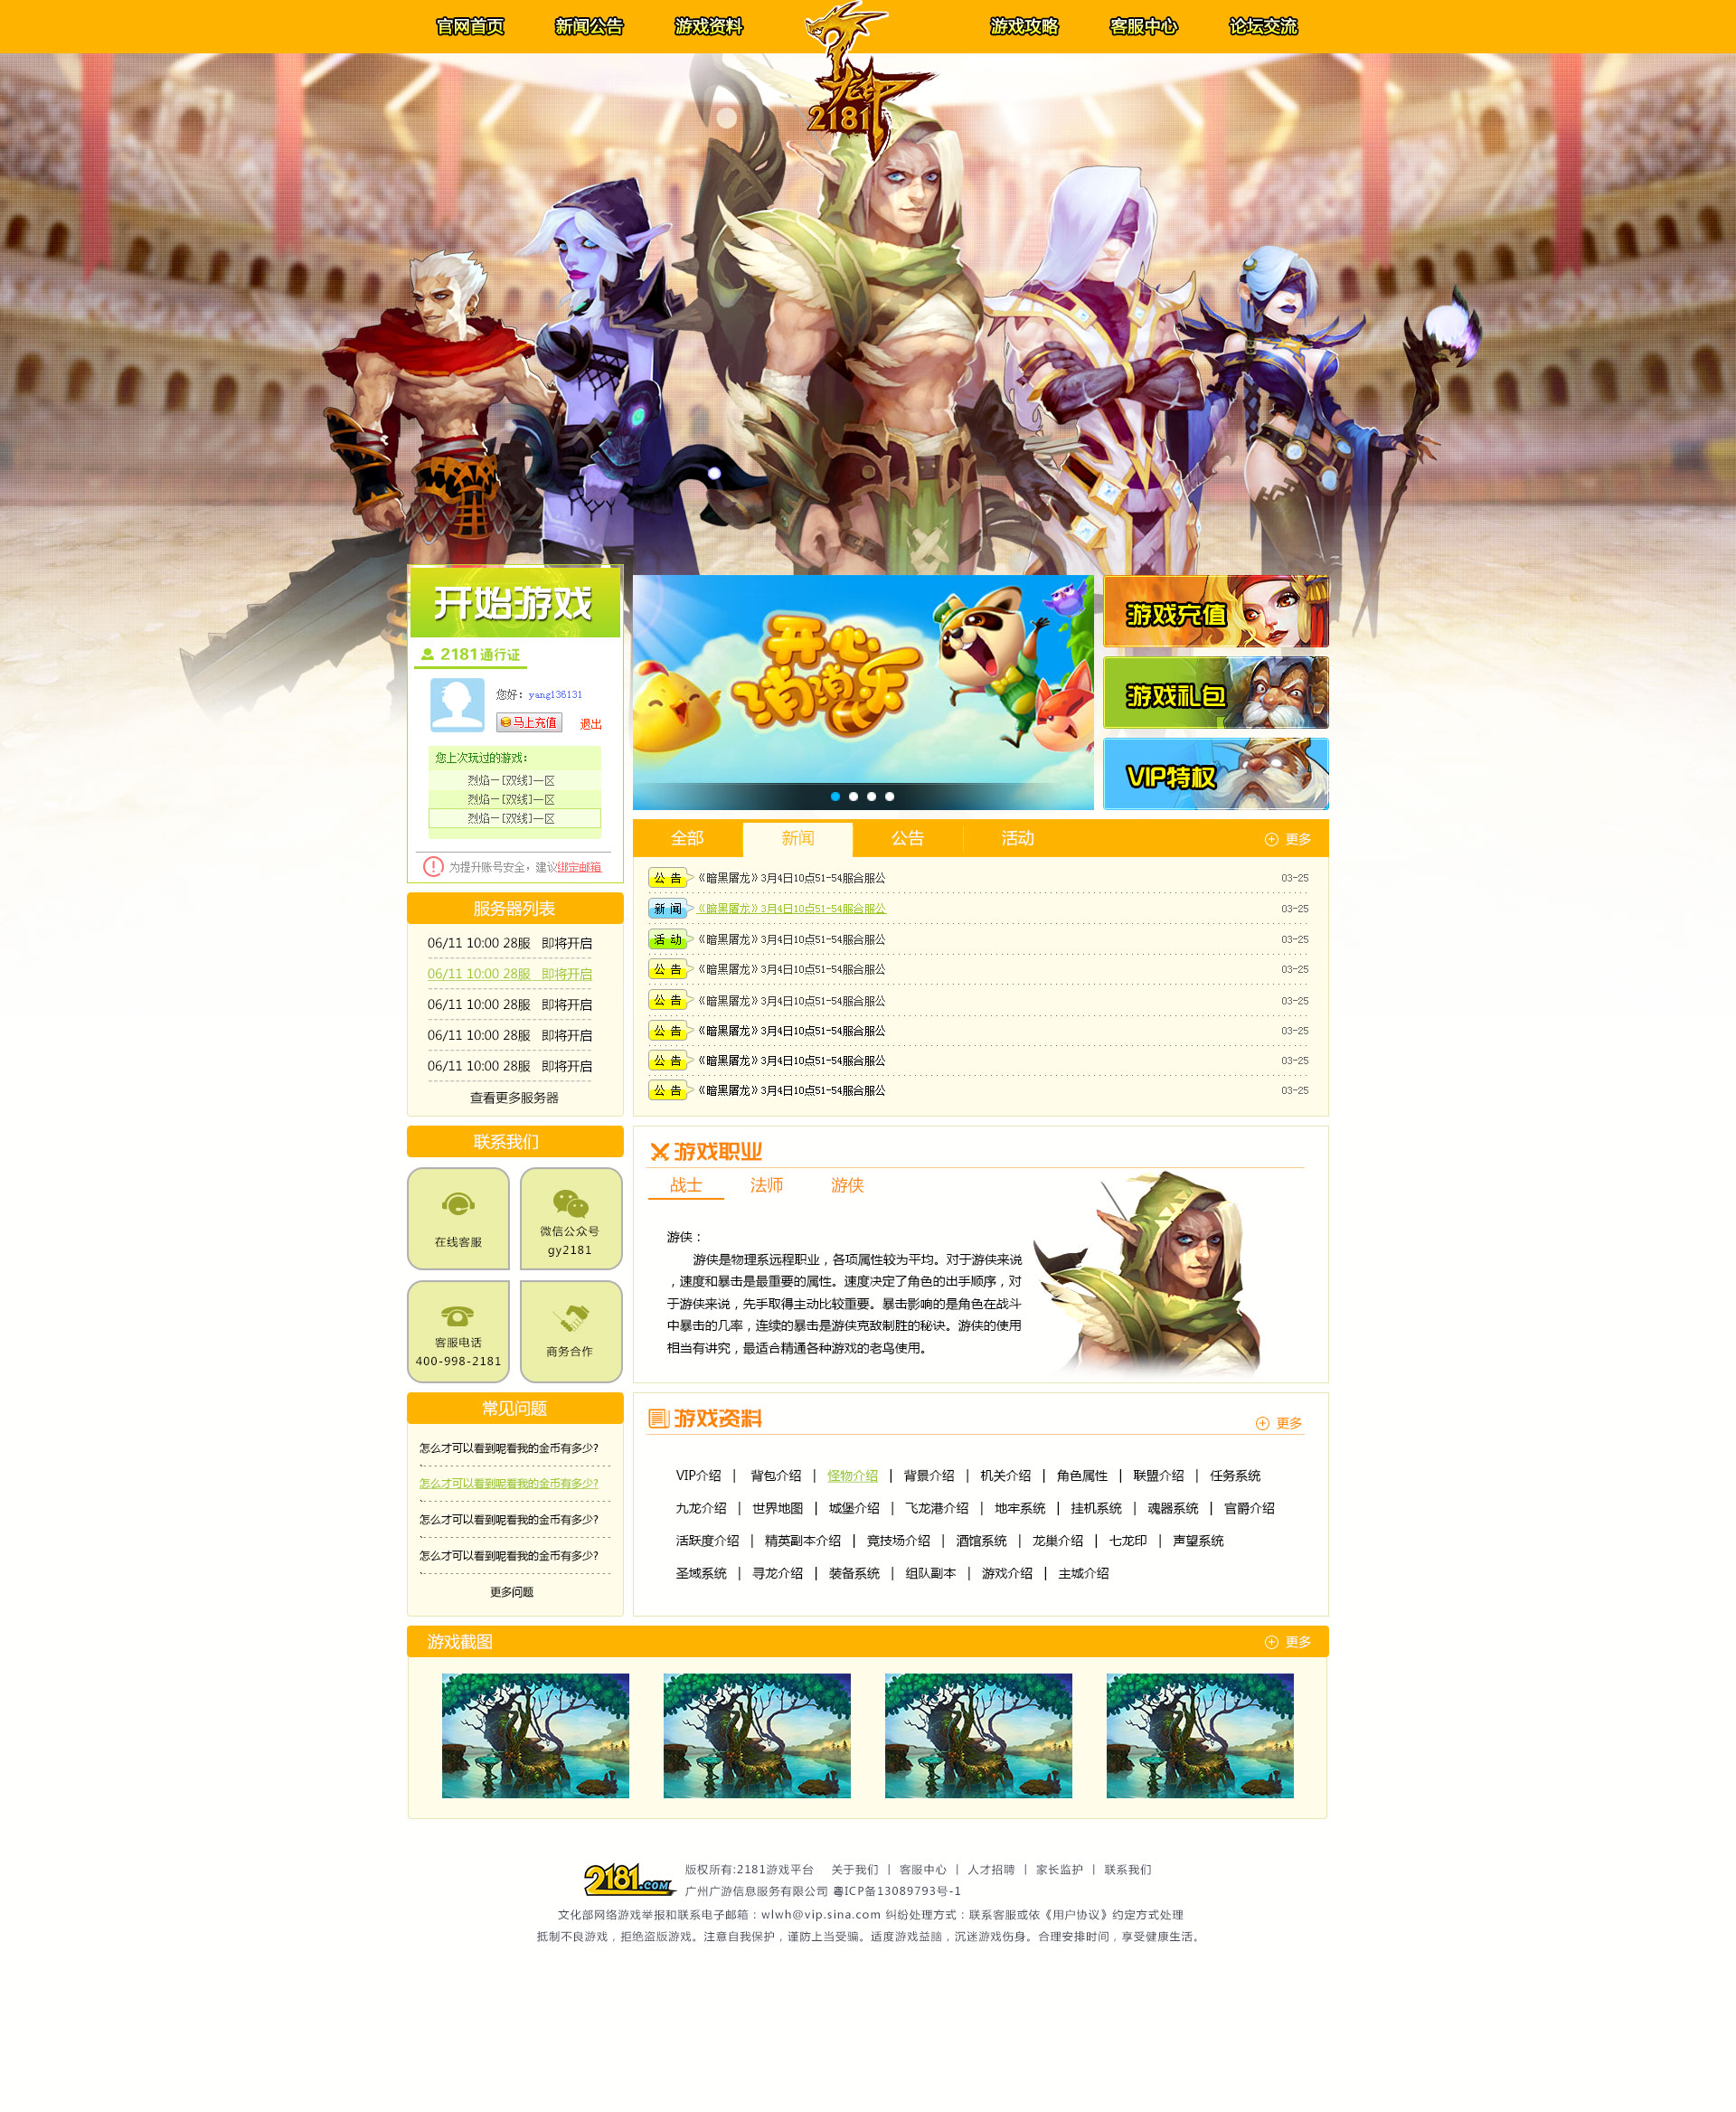 官网首页 新闻公告 游戏资料 游戏攻略 客服中心 论坛交流
龙印
2181
开始游戏
2181通行证
您好：yang136131
马上充值 退出
您上次玩过的游戏：
烈焰一[双线]一区
烈焰一[双线]一区
烈焰一[双线]一区
为提升账号安全，建议绑定邮箱
开心
消消乐
游戏充值
游戏礼包
VIP特权
全部 新闻 公告 活动 更多
公告 《暗黑屠龙》3月4日10点51-54服合服公 03-25
新闻 《暗黑屠龙》3月4日10点51-54服合服公 03-25
活动 《暗黑屠龙》3月4日10点51-54服合服公 03-25
公告 《暗黑屠龙》3月4日10点51-54服合服公 03-25
公告 《暗黑屠龙》3月4日10点51-54服合服公 03-25
公告 《暗黑屠龙》3月4日10点51-54服合服公 03-25
公告 《暗黑屠龙》3月4日10点51-54服合服公 03-25
公告 《暗黑屠龙》3月4日10点51-54服合服公 03-25
服务器列表
06/11 10:00 28服 即将开启
06/11 10:00 28服 即将开启
06/11 10:00 28服 即将开启
06/11 10:00 28服 即将开启
06/11 10:00 28服 即将开启
查看更多服务器
联系我们
在线客服
微信公众号
gy2181
客服电话
400-998-2181
商务合作
游戏职业
战士 法师 游侠
游侠：
游侠是物理系远程职业，各项属性较为平均。对于游侠来说
，速度和暴击是最重要的属性。速度决定了角色的出手顺序，对
于游侠来说，先手取得主动比较重要。暴击影响的是角色在战斗
中暴击的几率，连续的暴击是游侠克敌制胜的秘诀。游侠的使用
相当有讲究，最适合精通各种游戏的老鸟使用。
常见问题
怎么才可以看到呢看我的金币有多少?
怎么才可以看到呢看我的金币有多少?
怎么才可以看到呢看我的金币有多少?
怎么才可以看到呢看我的金币有多少?
更多问题
游戏资料 更多
VIP介绍 | 背包介绍 | 怪物介绍 | 背景介绍 | 机关介绍 | 角色属性 | 联盟介绍 | 任务系统
九龙介绍 | 世界地图 | 城堡介绍 | 飞龙港介绍 | 地牢系统 | 挂机系统 | 魂器系统 | 官爵介绍
活跃度介绍 | 精英副本介绍 | 竞技场介绍 | 酒馆系统 | 龙巢介绍 | 七龙印 | 声望系统
圣域系统 | 寻龙介绍 | 装备系统 | 组队副本 | 游戏介绍 | 主城介绍
游戏截图 更多
2181.COM
版权所有:2181游戏平台 关于我们 | 客服中心 | 人才招聘 | 家长监护 | 联系我们
广州广游信息服务有限公司 粤ICP备13089793号-1
文化部网络游戏举报和联系电子邮箱：wlwh@vip.sina.com 纠纷处理方式：联系客服或依《用户协议》约定方式处理
抵制不良游戏，拒绝盗版游戏。注意自我保护，谨防上当受骗。适度游戏益脑，沉迷游戏伤身。合理安排时间，享受健康生活。